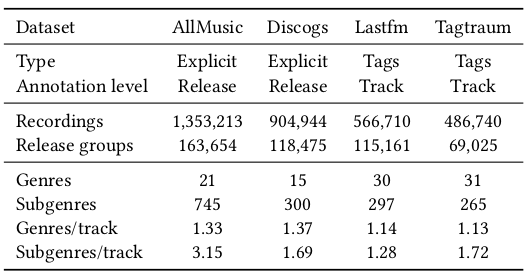 Dataset AllMusic Discogs Lastfm Tagtraum
Type Explicit Explicit Tags Tags
Annotation level Release Release Track Track
Recordings 1,353,213 904,944 566,710 486,740
Release groups 163,654 118,475 115,161 69,025
Genres 21 15 30 31
Subgenres 745 300 297 265
Genres/track 1.33 1.37 1.14 1.13
Subgenres/track 3.15 1.69 1.28 1.72